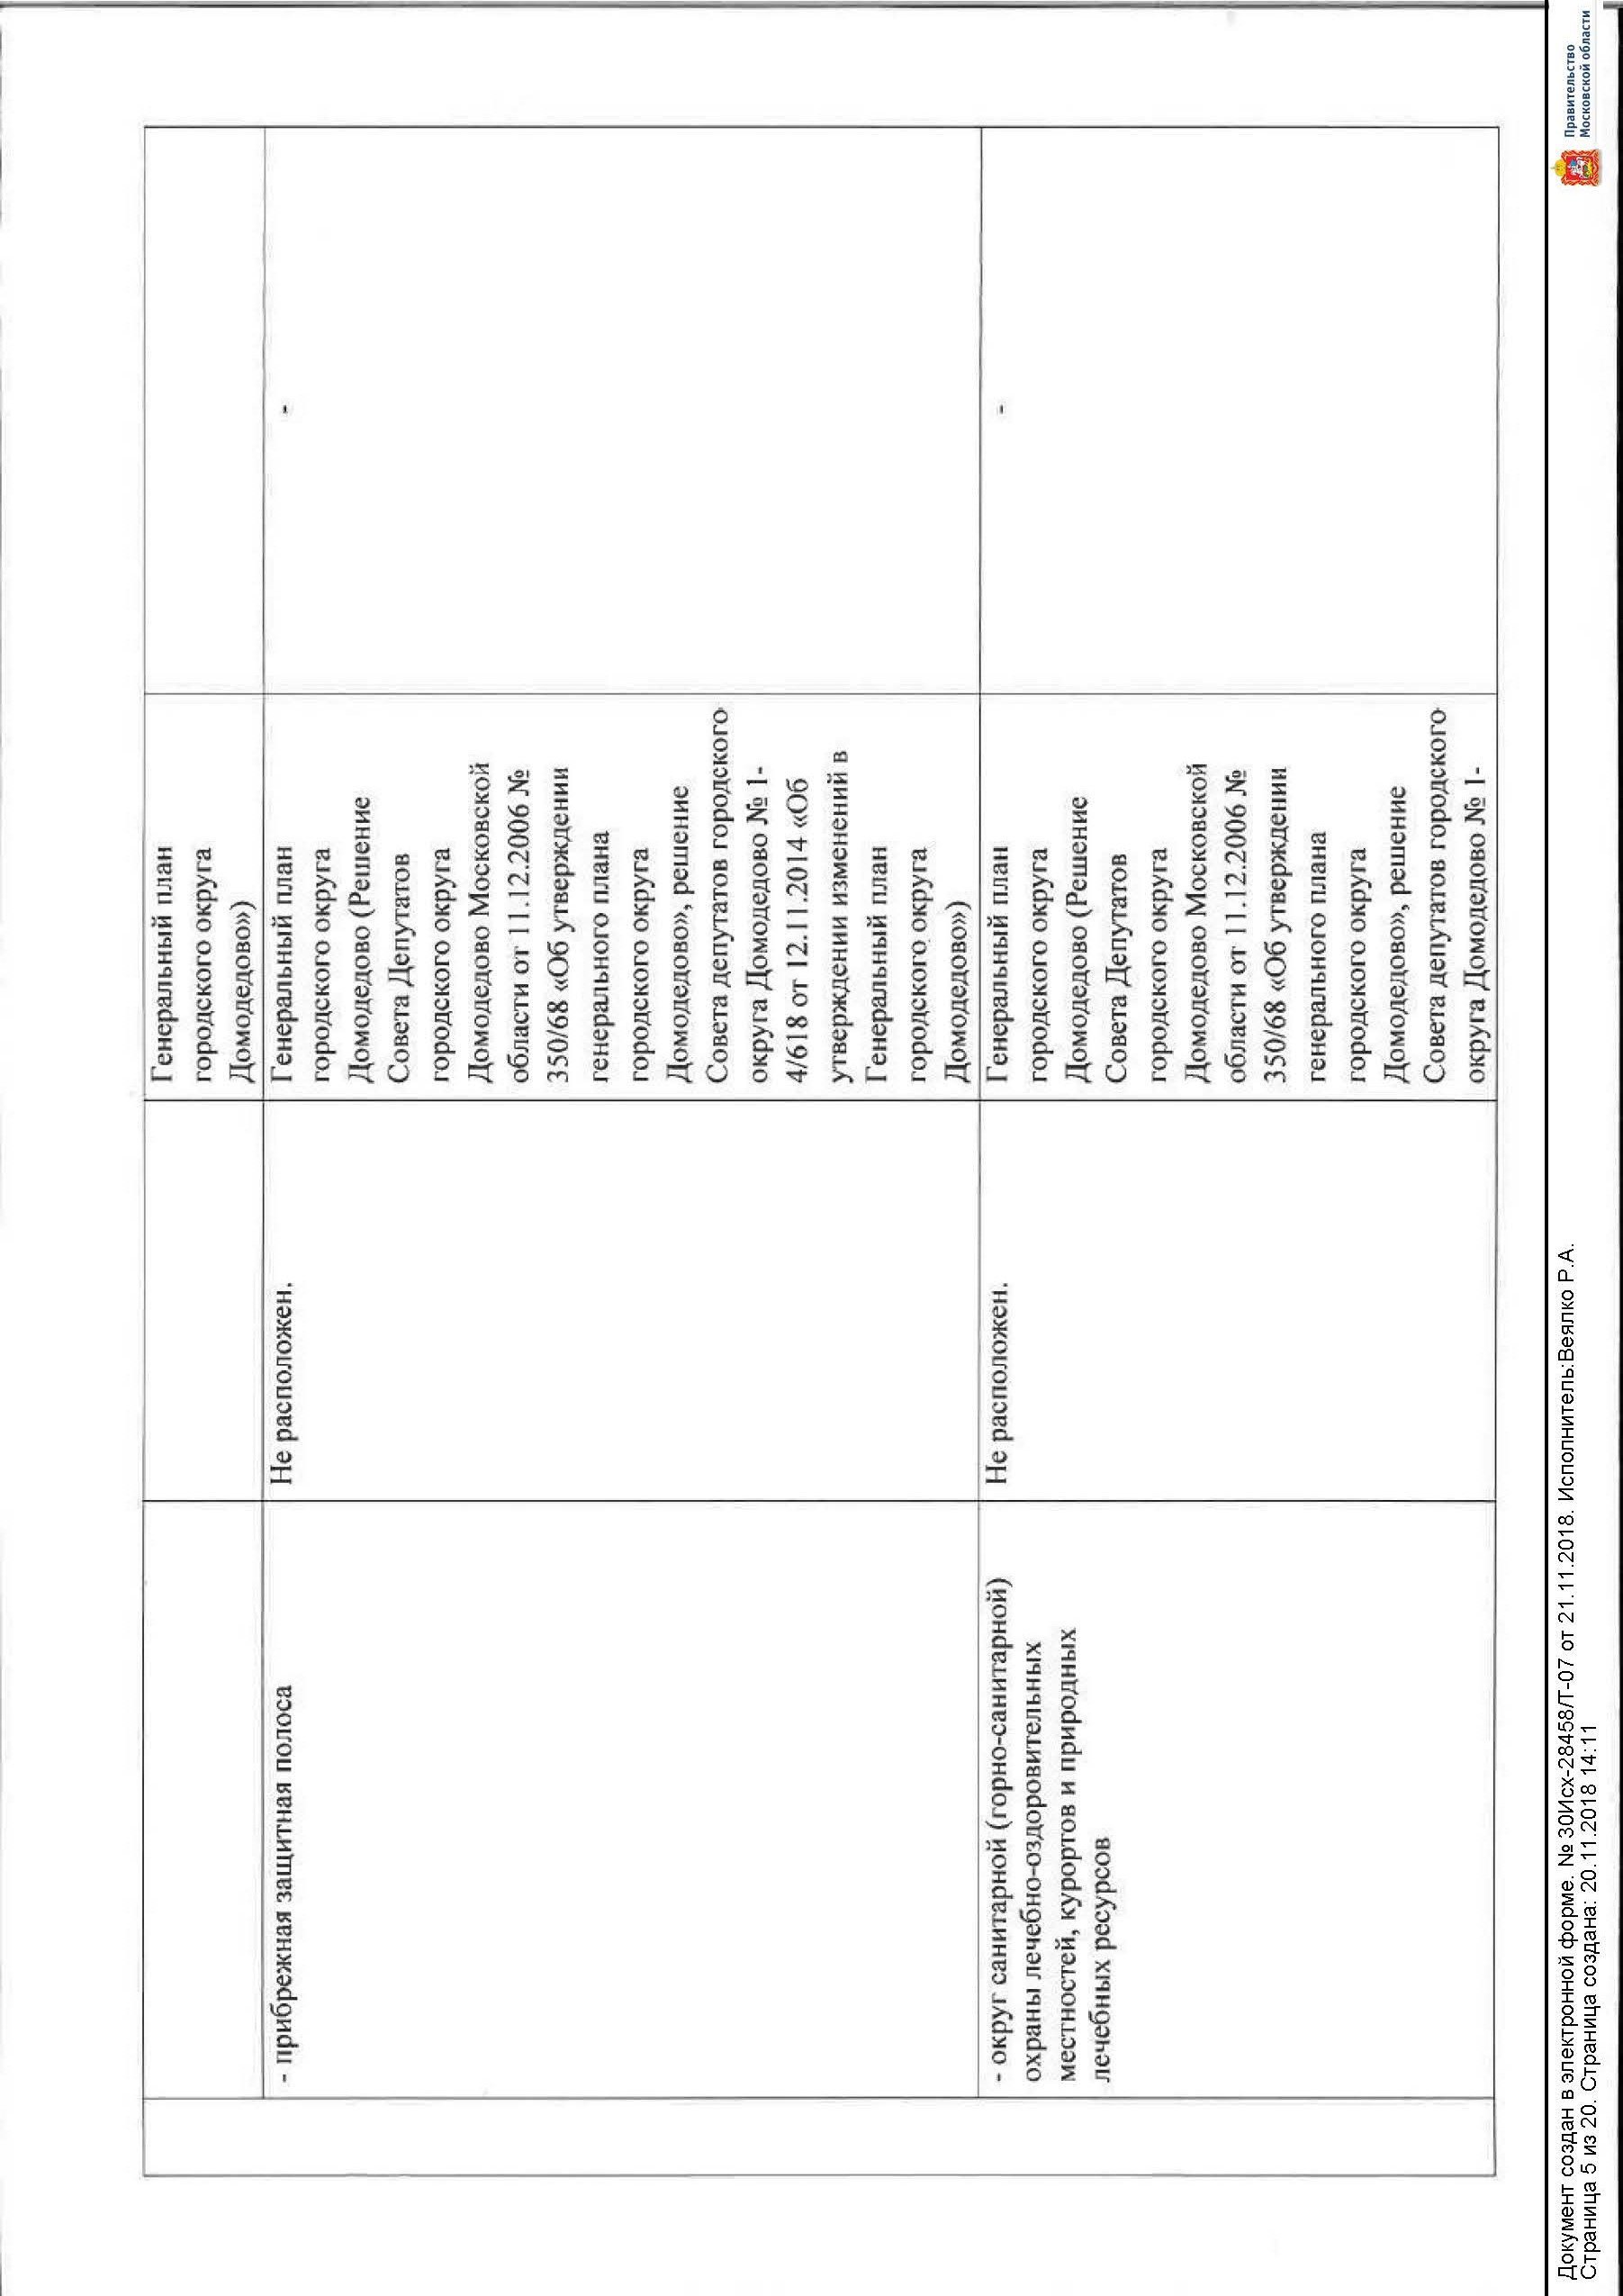 Генеральный план
городского округа
Домодедово»)
- прибрежная защитная полоса
Не расположен.
Генеральный план
городского округа
Домодедово (Решение
Совета Депутатов
городского округа
Домодедово Московской
области от 11.12.2006 №
350/68 «Об утверждении
генерального плана
городского округа
Домодедово», решение
Совета депутатов городского
округа Домодедово № 1-
4/618 от 12.11.2014 «Об
утверждении изменений в
Генеральный план
городского округа
Домодедово»)
-
- округ санитарной (горно-санитарной)
охраны лечебно-оздоровительных
местностей, курортов и природных
лечебных ресурсов
Не расположен.
Генеральный план
городского округа
Домодедово (Решение
Совета Депутатов
городского округа
Домодедово Московской
области от 11.12.2006 №
350/68 «Об утверждении
генерального плана
городского округа
Домодедово», решение
Совета депутатов городского
округа Домодедово № 1-
-
Документ создан в электронной форме. № 30Исх-28458/Т-07 от 21.11.2018. Исполнитель:Веялко Р.А.
Страница 5 из 20. Страница создана: 20.11.2018 14:11
Правительство
Московской области